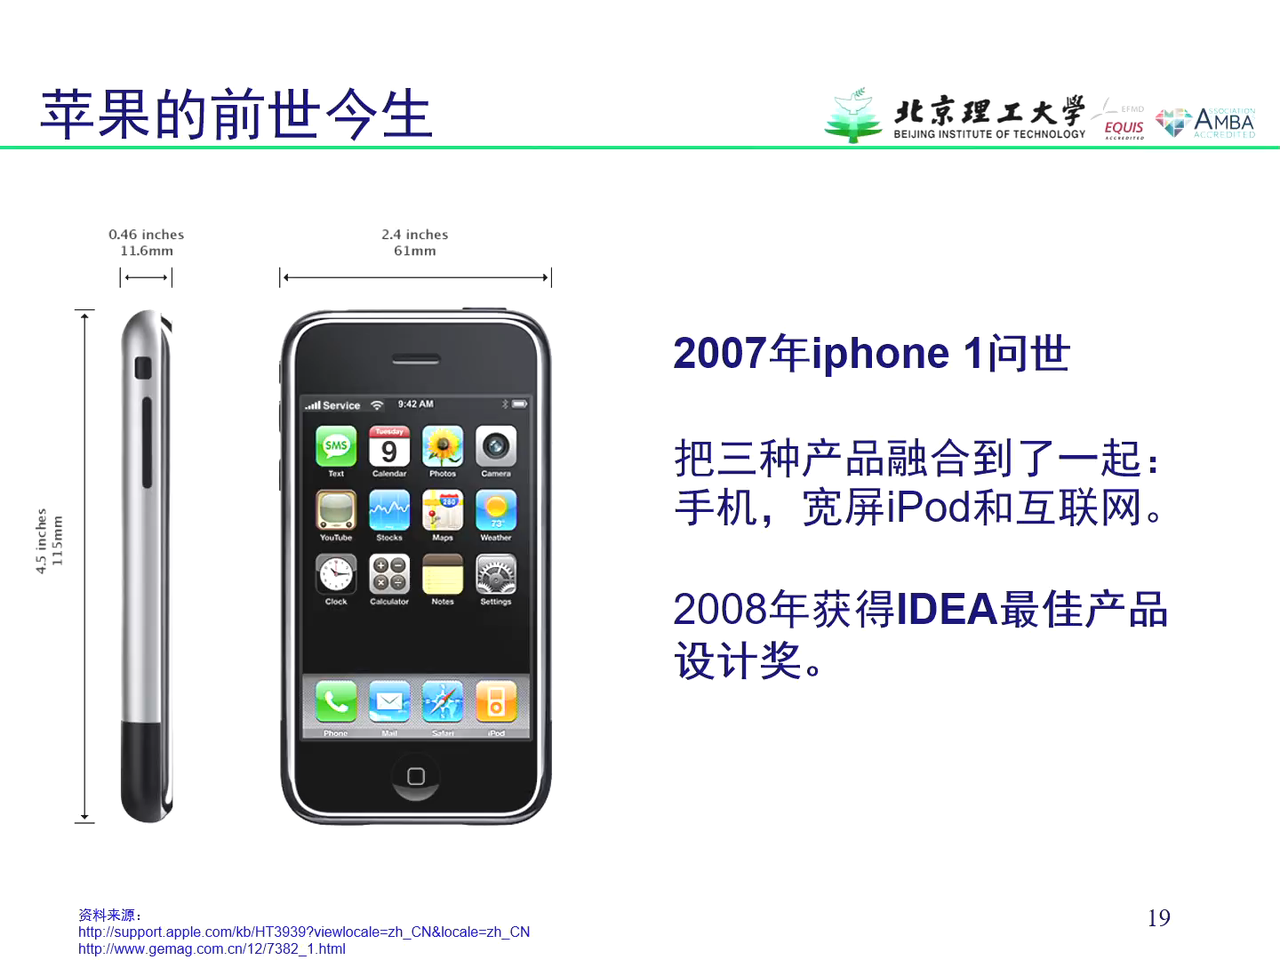 苹果的前世今生
北京理工大学
BEIJING INSTITUTE OF TECHNOLOGY
EFMD
EQUIS
ACCREDITED
ASSOCIATION
AMBA
ACCREDITED
0.46 inches
11.6mm
2.4 inches
61mm
4.5 inches
115mm
Service
9:42 AM
SMS
Tuesday
9
280
73°
Text
Calendar
Photos
Camera
YouTube
Stocks
Maps
Weather
Clock
Calculator
Notes
Settings
Phone
Mail
Safari
iPod
2007年iphone 1问世
把三种产品融合到了一起：
手机，宽屏iPod和互联网。
2008年获得IDEA最佳产品
设计奖。
资料来源：
http://support.apple.com/kb/HT3939?viewlocale=zh_CN&locale=zh_CN
http://www.gemag.com.cn/12/7382_1.html
19